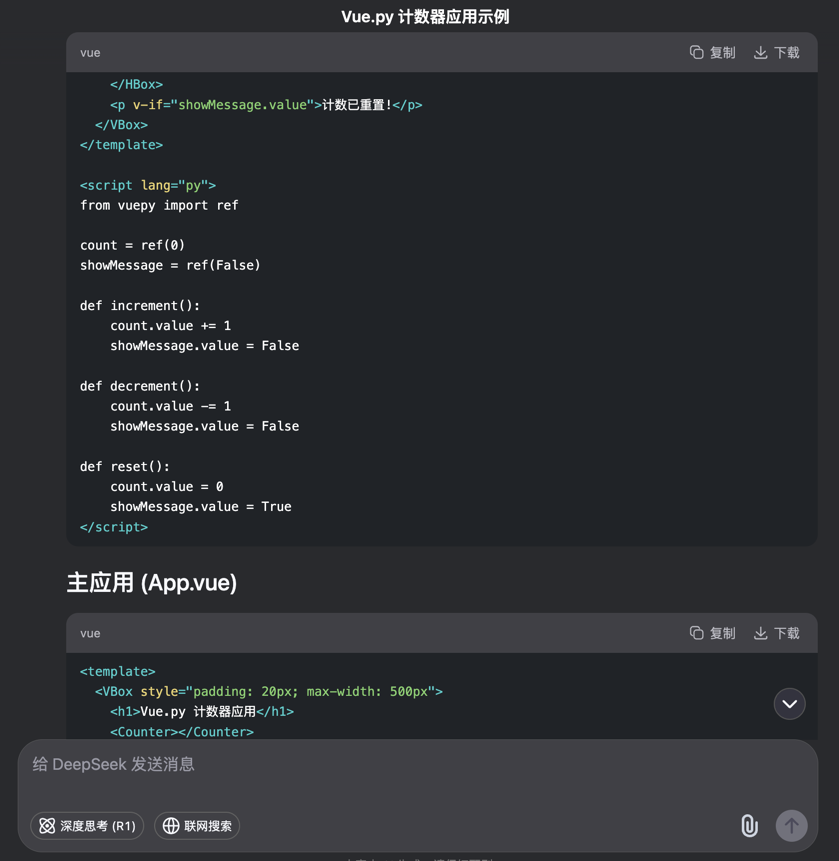 Vue.py 计数器应用示例
vue 复制 下载
    </HBox>
    <p v-if="showMessage.value">计数已重置!</p>
  </VBox>
</template>

<script lang="py">
from vuepy import ref

count = ref(0)
showMessage = ref(False)

def increment():
    count.value += 1
    showMessage.value = False

def decrement():
    count.value -= 1
    showMessage.value = False

def reset():
    count.value = 0
    showMessage.value = True
</script>
主应用 (App.vue)
vue 复制 下载
<template>
  <VBox style="padding: 20px; max-width: 500px">
    <h1>Vue.py 计数器应用</h1>
    <Counter></Counter>
给 DeepSeek 发送消息
深度思考 (R1) 联网搜索